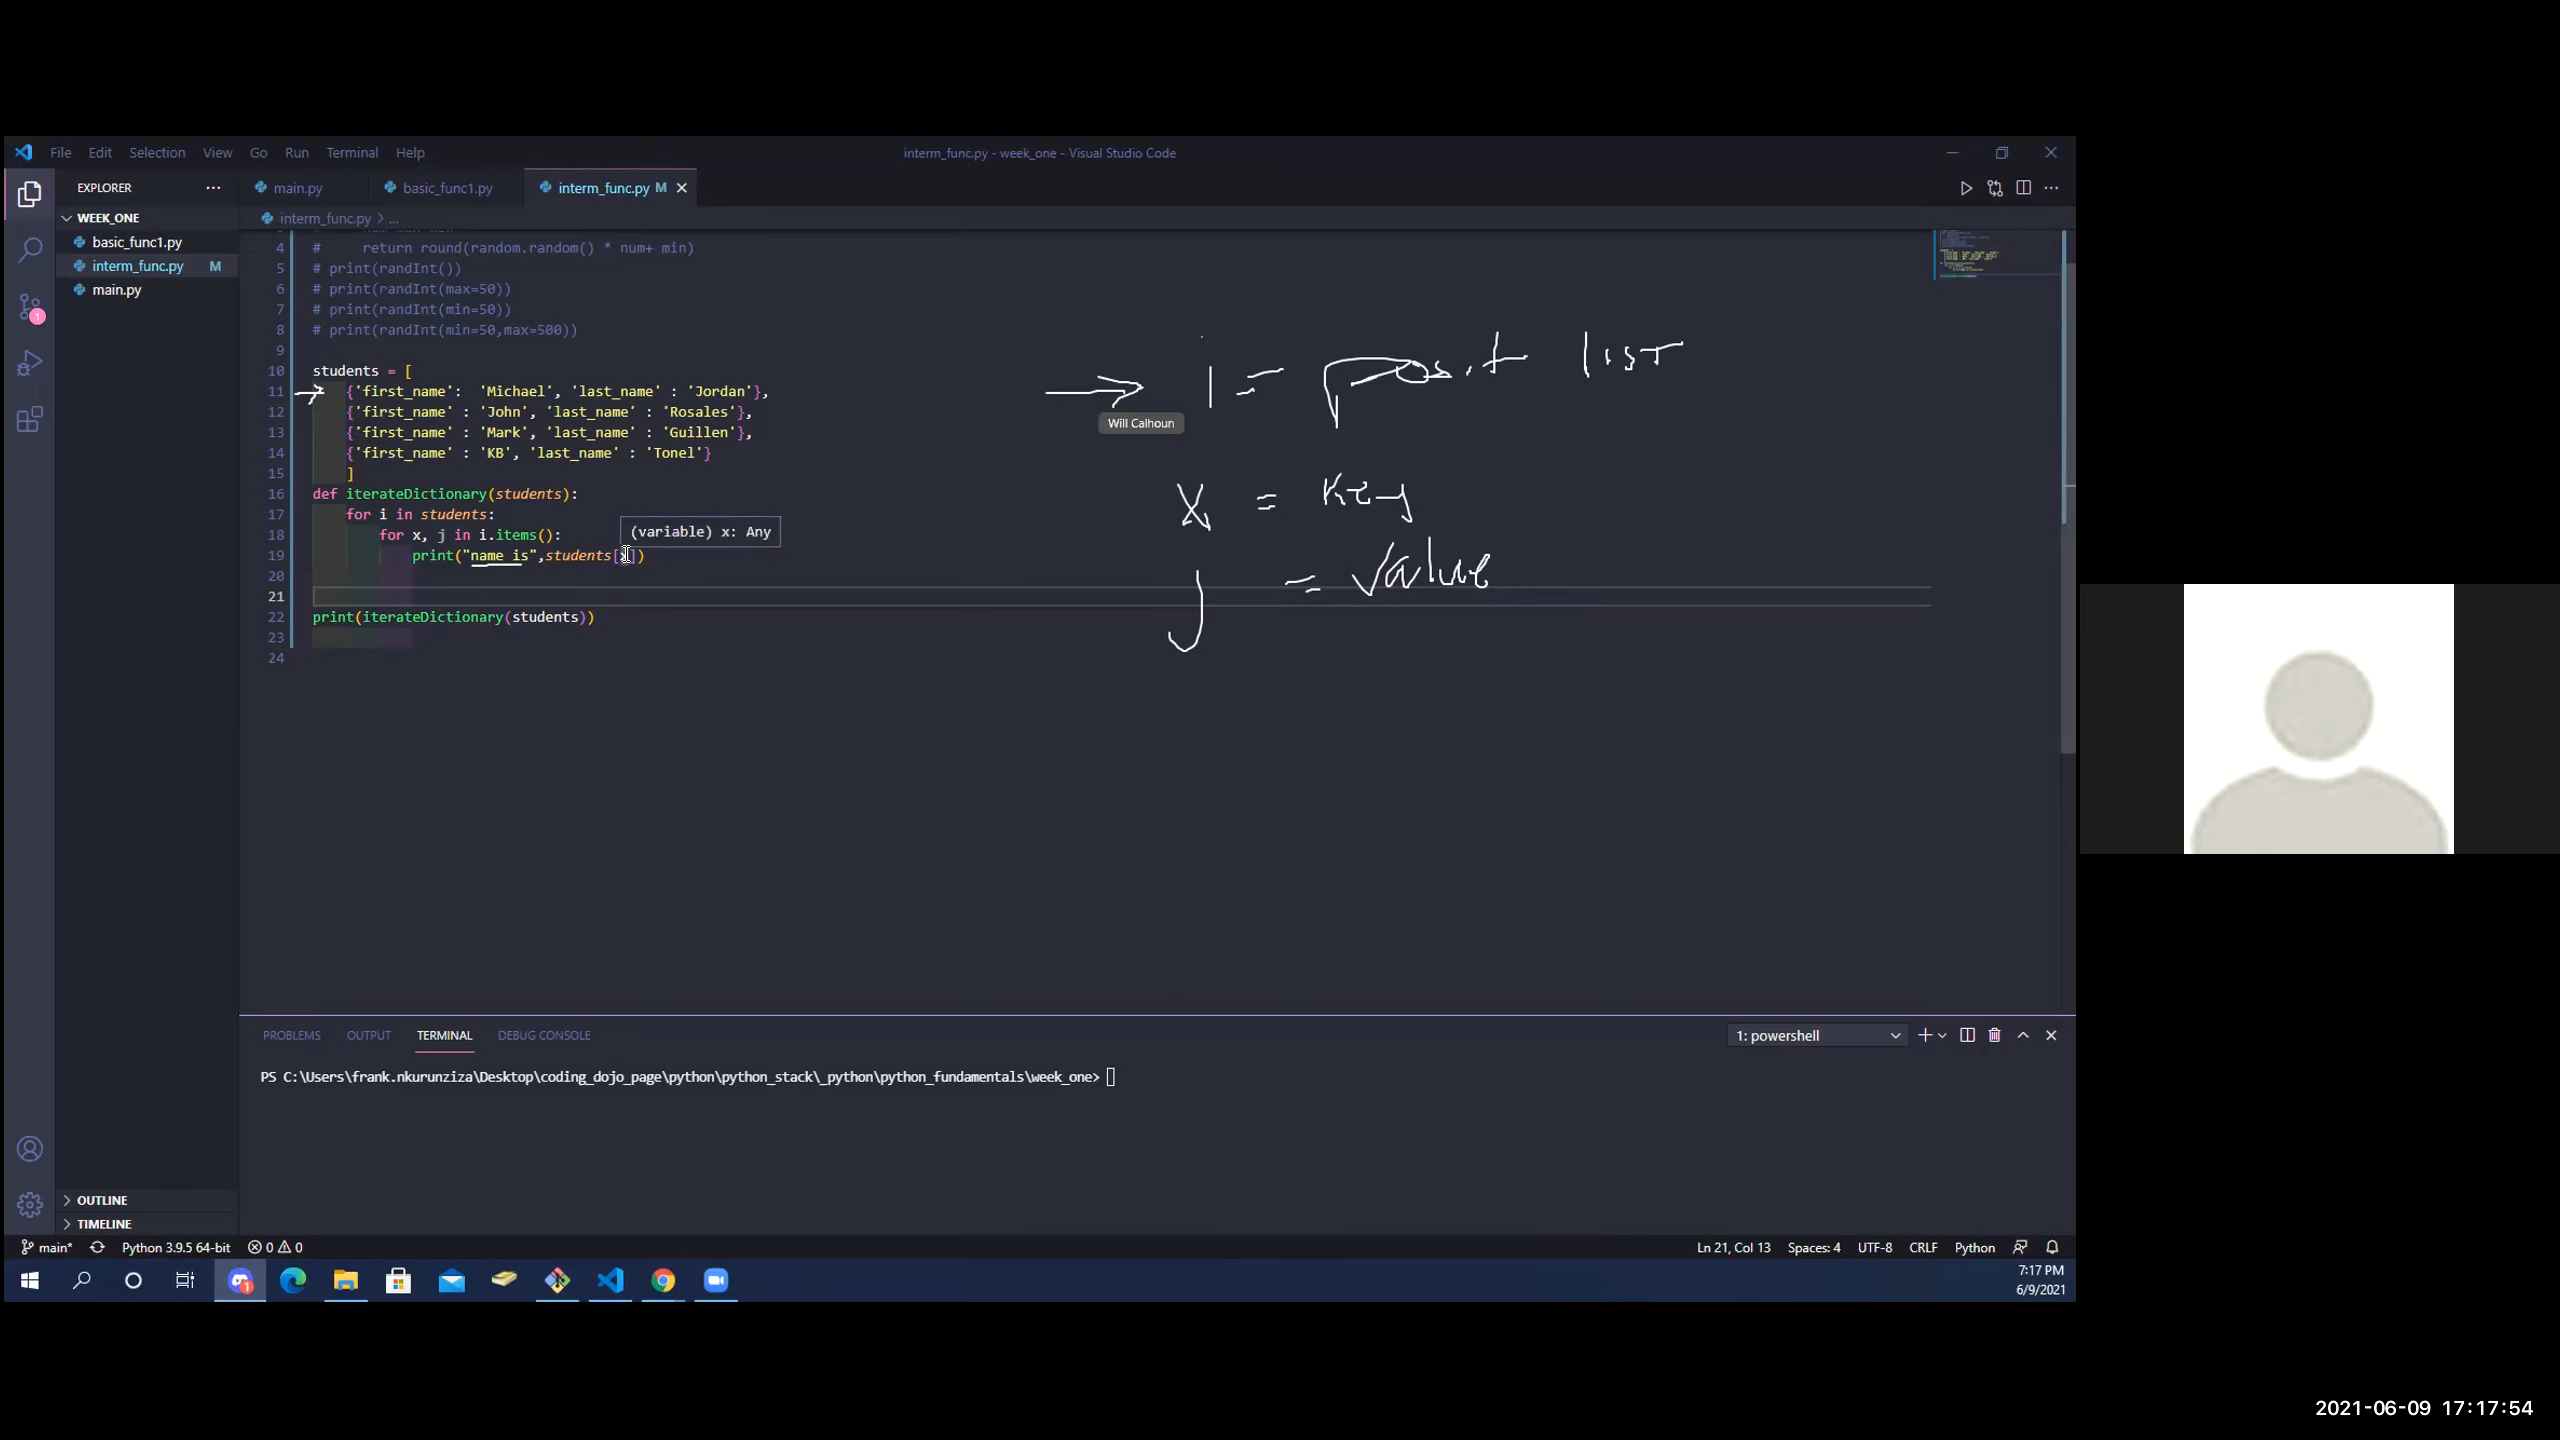 File Edit Selection View Go Run Terminal Help
interm_func.py - week_one - Visual Studio Code
EXPLORER
main.py
basic_func1.py
interm_func.py M
WEEK_ONE
basic_func1.py
interm_func.py M
main.py
interm_func.py > ...
4 #     return round(random.random() * num+ min)
5 # print(randInt())
6 # print(randInt(max=50))
7 # print(randInt(min=50))
8 # print(randInt(min=50,max=500))
9
10 students = [
11     {'first_name':  'Michael', 'last_name' : 'Jordan'},
12     {'first_name' : 'John', 'last_name' : 'Rosales'},
13     {'first_name' : 'Mark', 'last_name' : 'Guillen'},
14     {'first_name' : 'KB', 'last_name' : 'Tonel'}
15     ]
16 def iterateDictionary(students):
17     for i in students:
18         for x, j in i.items():
(variable) x: Any
19             print("name is",students[x])
20
21
22 print(iterateDictionary(students))
23
24
1 = posit list
Will Calhoun
x = Key
j = Value
PROBLEMS OUTPUT TERMINAL DEBUG CONSOLE
1: powershell
PS C:\Users\frank.nkurunziza\Desktop\coding_dojo_page\python\python_stack\_python\python_fundamentals\week_one>
OUTLINE
TIMELINE
main* Python 3.9.5 64-bit 0 0
Ln 21, Col 13 Spaces: 4 UTF-8 CRLF Python
7:17 PM
6/9/2021
2021-06-09 17:17:54